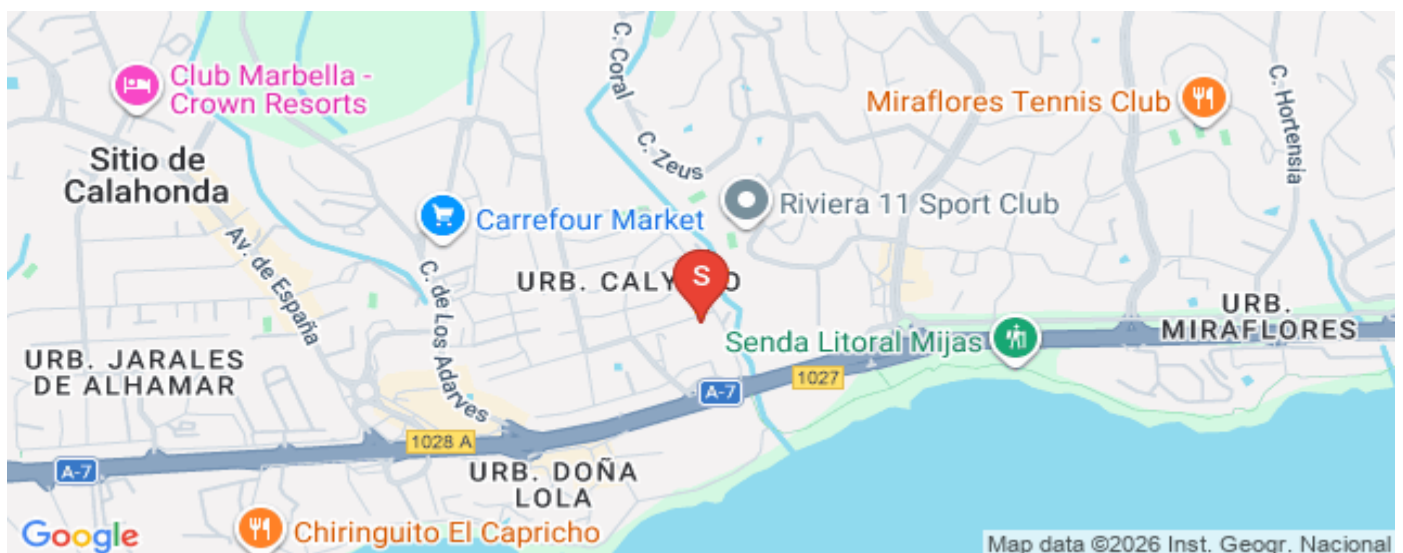 C. Coral
Club Marbella -
Crown Resorts
Miraflores Tennis Club
C. Hortensia
C. Zeus
Sitio de
Calahonda
Riviera 11 Sport Club
Carrefour Market
Av. de España
C. de Los Adarves
S
URB.
MIRAFLORES
Senda Litoral Mijas
URB. JARALES
DE ALHAMAR
1027
A-7
1028 A
A-7
URB. DOÑA
LOLA
Google
Chiringuito El Capricho
Map data ©2026 Inst. Geogr. Nacional